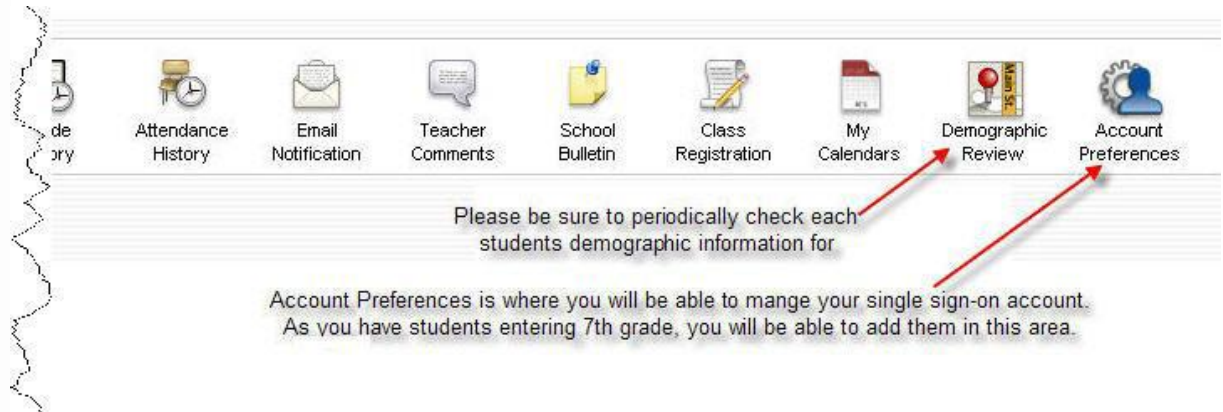 de Attendance Email Teacher School Class My Demographic Account
ory History Notification Comments Bulletin Registration Calendars Review Preferences
Main St.
Please be sure to periodically check each
students demographic information for
Account Preferences is where you will be able to mange your single sign-on account.
As you have students entering 7th grade, you will be able to add them in this area.